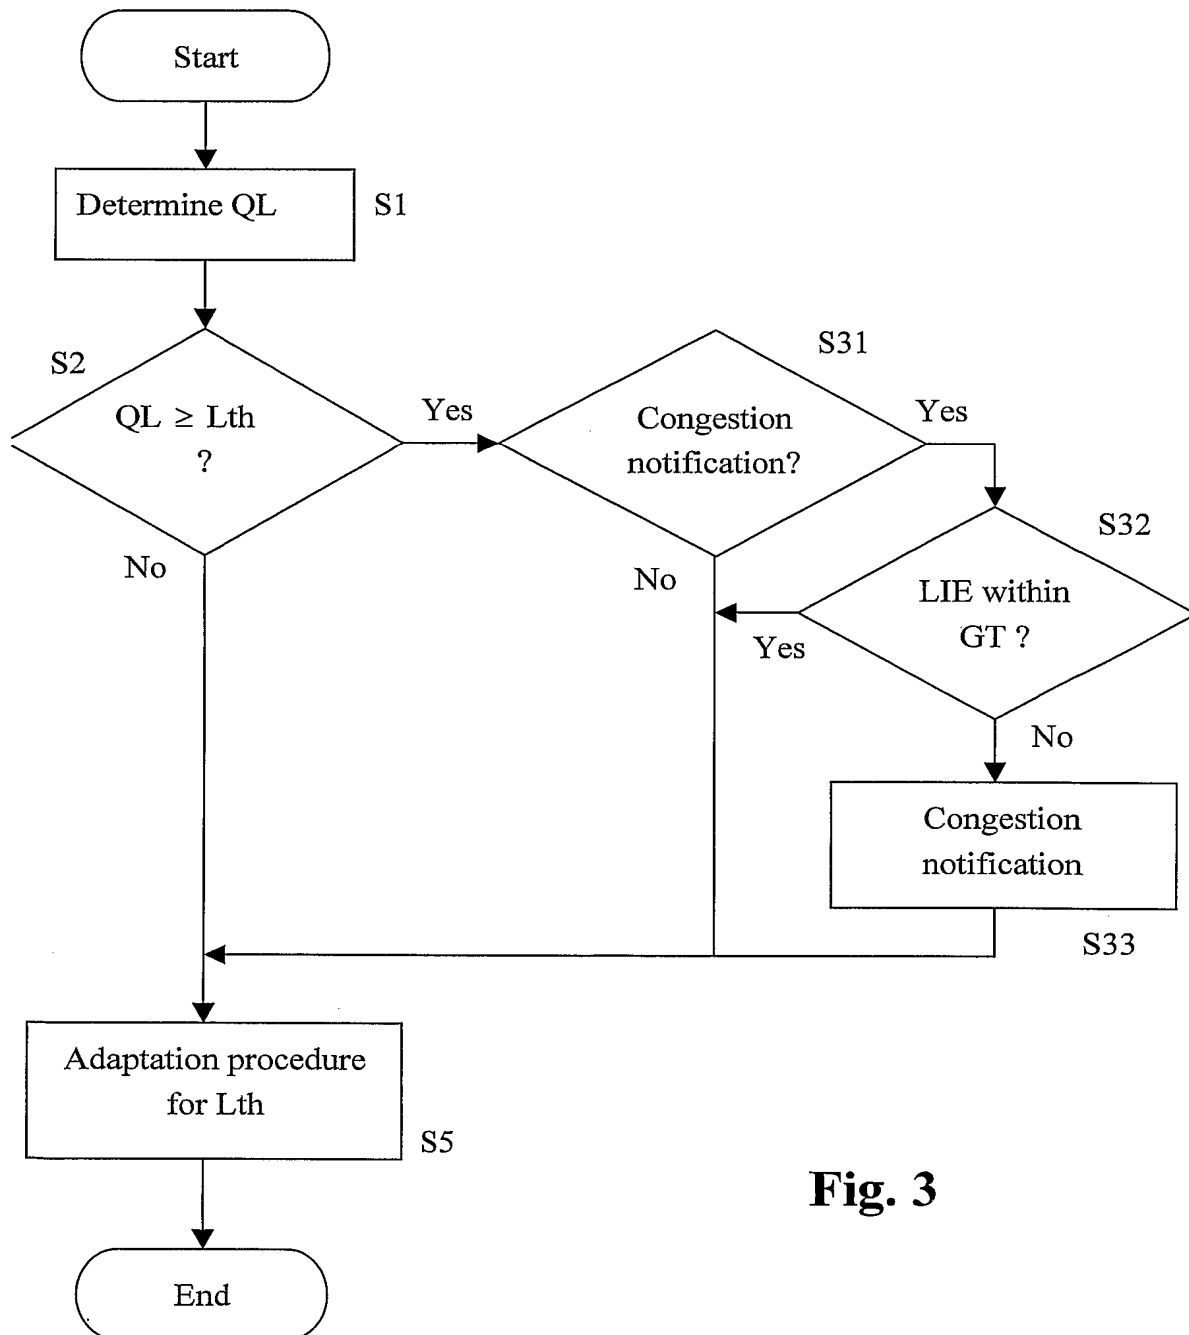 Start
Determine QL
S1
S2
QL ≥ Lth
?
Yes
No
S31
Congestion
notification?
Yes
No
S32
LIE within
GT ?
Yes
No
Congestion
notification
S33
Adaptation procedure
for Lth
S5
End
Fig. 3